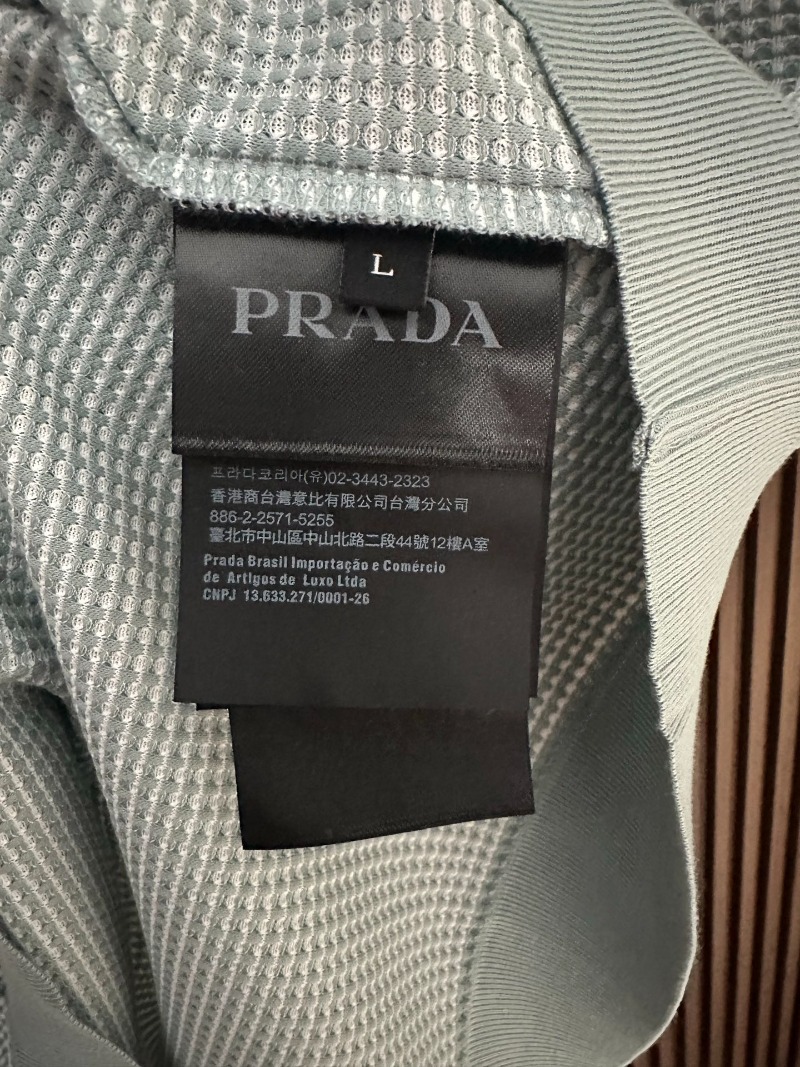 L
PRADA
프라다코리아(유)02-3443-2323
香港商台灣意比有限公司台灣分公司
886-2-2571-5255
臺北市中山區中山北路二段44號12樓A室
Prada Brasil Importação e Comércio
de Artigos de Luxo Ltda
CNPJ 13.633.271/0001-26